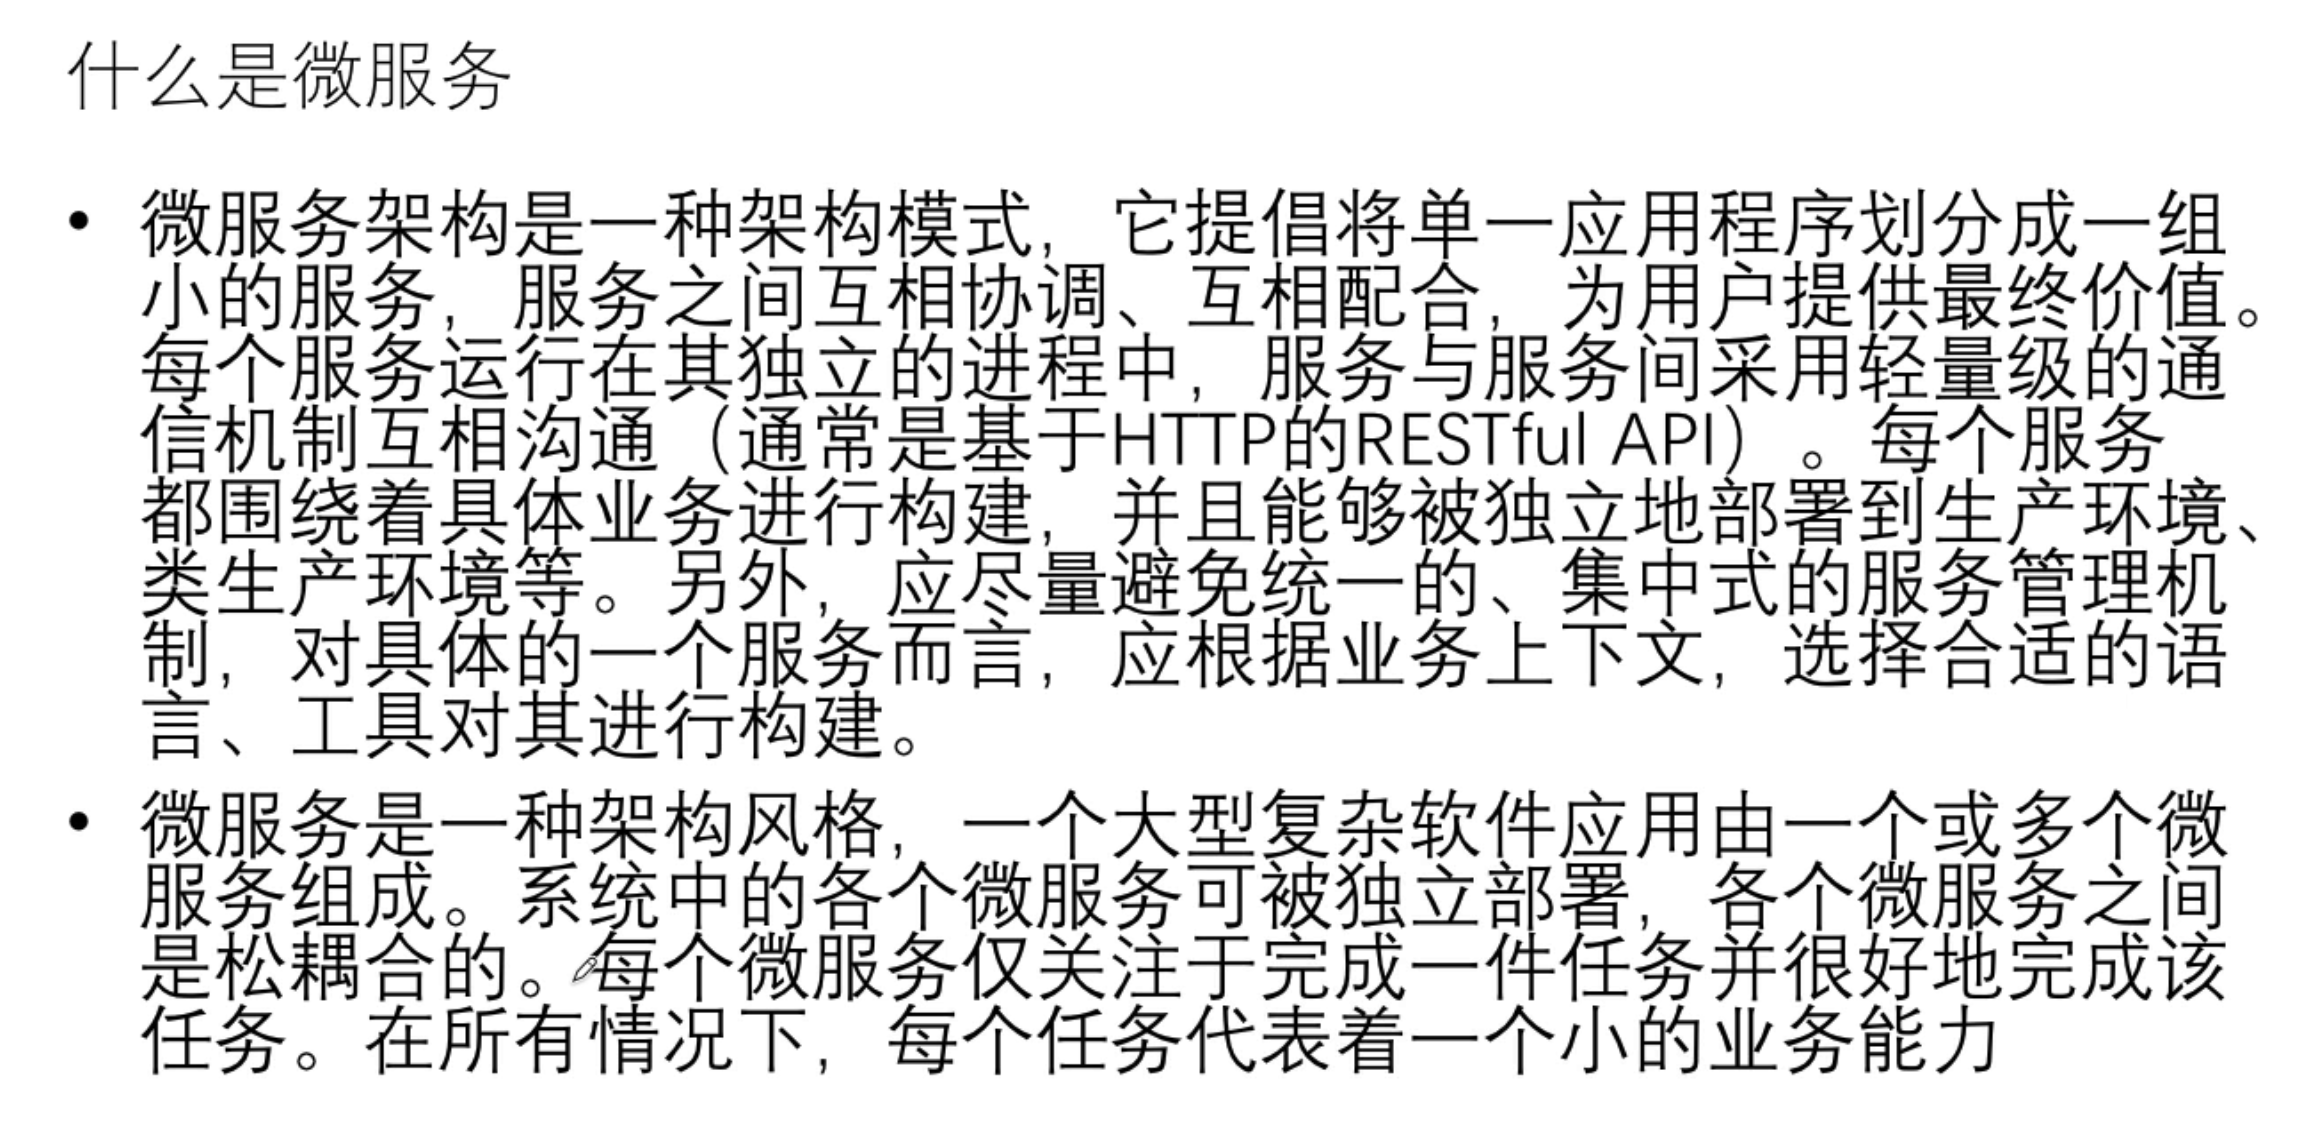 什么是微服务
• 微服务架构是一种架构模式，它提倡将单一应用程序划分成一组
小的服务，服务之间互相协调、互相配合，为用户提供最终价值。
每个服务运行在其独立的进程中，服务与服务间采用轻量级的通
信机制互相沟通（通常是基于HTTP的RESTful API）。每个服务
都围绕着具体业务进行构建，并且能够被独立地部署到生产环境、
类生产环境等。另外，应尽量避免统一的、集中式的服务管理机
制，对具体的一个服务而言，应根据业务上下文，选择合适的语
言、工具对其进行构建。
• 微服务是一种架构风格，一个大型复杂软件应用由一个或多个微
服务组成。系统中的各个微服务可被独立部署，各个微服务之间
是松耦合的。每个微服务仅关注于完成一件任务并很好地完成该
任务。在所有情况下，每个任务代表着一个小的业务能力